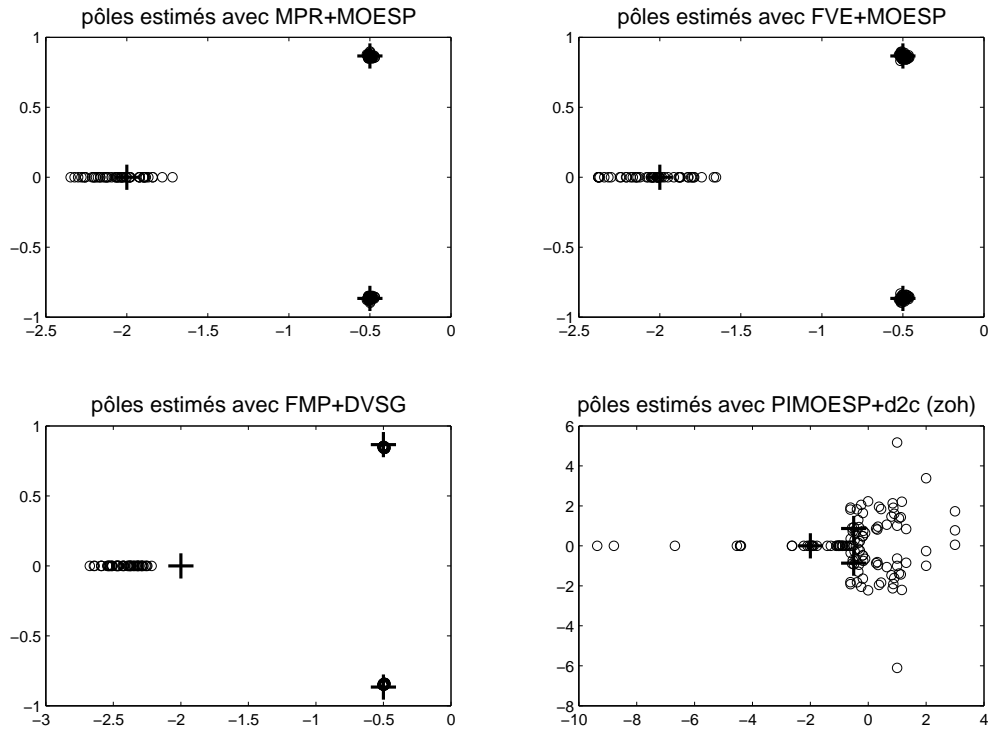 pôles estimés avec MPR+MOESP
1
0.5
0
−0.5
−1
−2.5 −2 −1.5 −1 −0.5 0
pôles estimés avec FVE+MOESP
1
0.5
0
−0.5
−1
−2.5 −2 −1.5 −1 −0.5 0
pôles estimés avec FMP+DVSG
1
0.5
0
−0.5
−1
−3 −2.5 −2 −1.5 −1 −0.5 0
pôles estimés avec PIMOESP+d2c (zoh)
6
4
2
0
−2
−4
−6
−8
−10 −8 −6 −4 −2 0 2 4